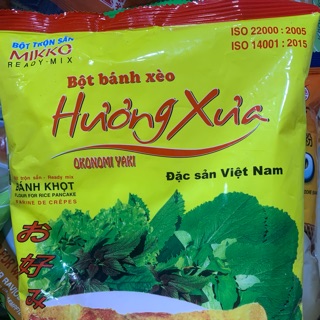 BỘT TRỘN SẴN
MIKKO
READY-MIX
ISO 22000 : 2005
ISO 14001 : 2015
Bột bánh xèo
Hương Xưa
OKONOMI YAKI
Đặc sản Việt Nam
trộn sẵn - Ready mix
BÁNH KHỌT
FLOUR FOR RICE PANCAKE
FARINE DE CRÊPES
お好み